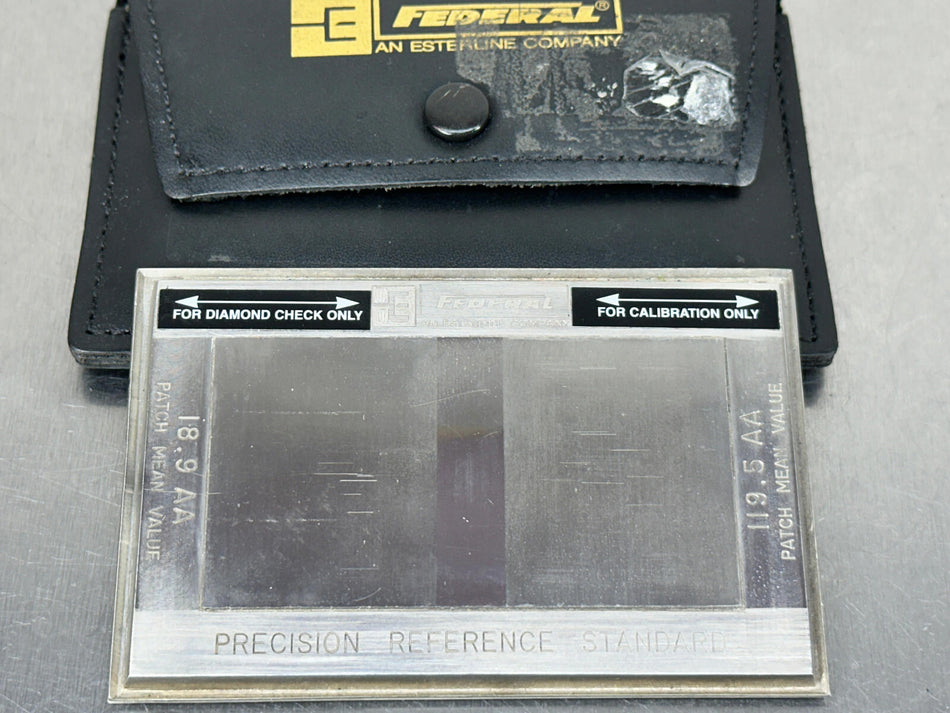 FEDERAL®
AN ESTERLINE COMPANY
FOR DIAMOND CHECK ONLY
FEDERAL
FOR CALIBRATION ONLY
18.9 AA
PATCH MEAN VALUE
119.5 AA
PATCH MEAN VALUE
PRECISION REFERENCE STANDARD